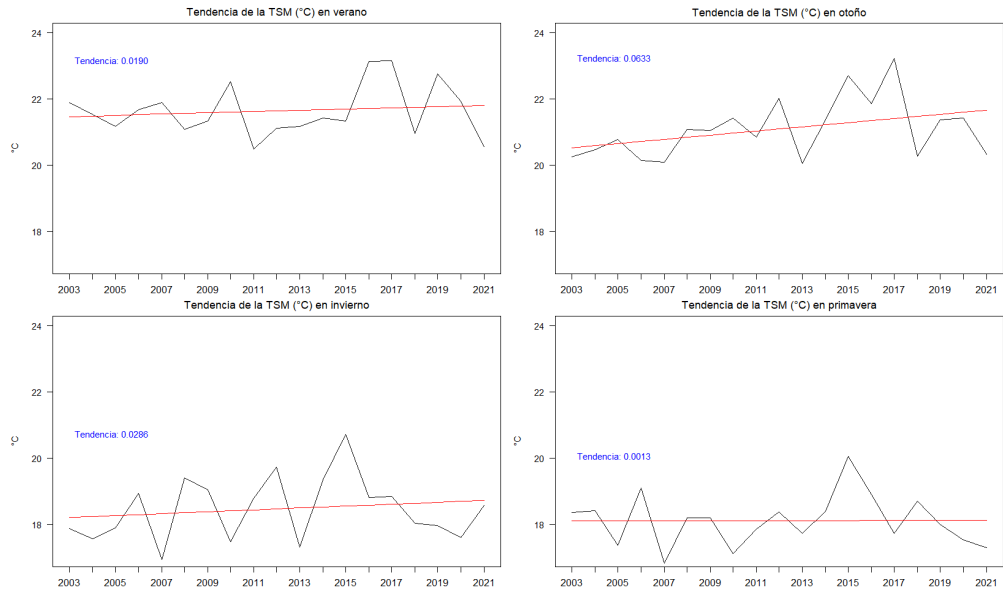 Tendencia de la TSM (°C) en verano
24
22
20
18
°C
Tendencia: 0.0190
2003 2005 2007 2009 2011 2013 2015 2017 2019 2021
Tendencia de la TSM (°C) en otoño
24
22
20
18
°C
Tendencia: 0.0633
2003 2005 2007 2009 2011 2013 2015 2017 2019 2021
Tendencia de la TSM (°C) en invierno
24
22
20
18
°C
Tendencia: 0.0286
2003 2005 2007 2009 2011 2013 2015 2017 2019 2021
Tendencia de la TSM (°C) en primavera
24
22
20
18
°C
Tendencia: 0.0013
2003 2005 2007 2009 2011 2013 2015 2017 2019 2021